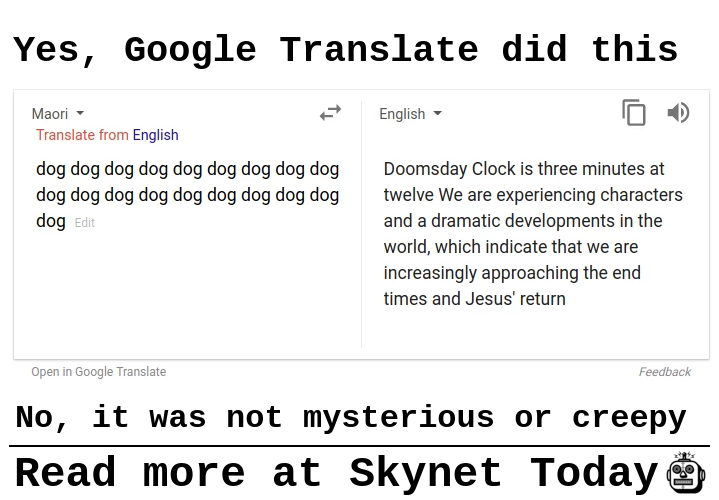 Yes, Google Translate did this
Maori
English
Translate from English
dog dog dog dog dog dog dog dog dog
dog dog dog dog dog dog dog dog dog
dog Edit
Doomsday Clock is three minutes at
twelve We are experiencing characters
and a dramatic developments in the
world, which indicate that we are
increasingly approaching the end
times and Jesus' return
Open in Google Translate
Feedback
No, it was not mysterious or creepy
Read more at Skynet Today